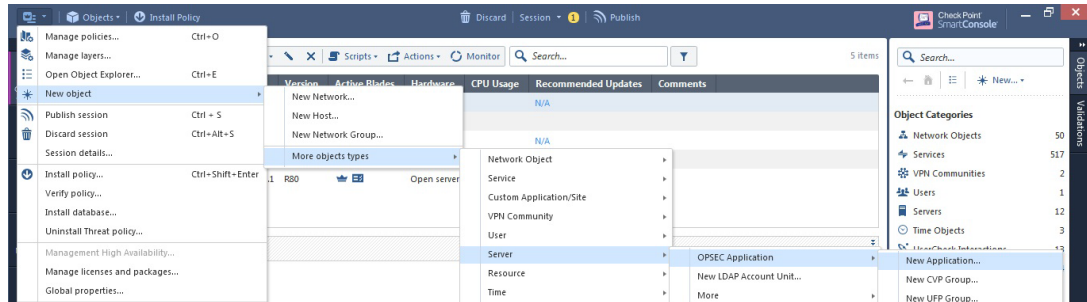 Objects
Install Policy
Discard
Session
1
Publish
Check Point
SmartConsole
Manage policies... Ctrl+O
Manage layers...
Open Object Explorer... Ctrl+E
New object
Publish session Ctrl + S
Discard session Ctrl+Alt+S
Session details...
Install policy... Ctrl+Shift+Enter
Verify policy...
Install database...
Uninstall Threat policy...
Management High Availability...
Manage licenses and packages...
Global properties...
Scripts
Actions
Monitor
Search...
5 items
Version Active Blades Hardware CPU Usage Recommended Updates Comments
N/A
N/A
.1 R80 Open server
New Network...
New Host...
New Network Group...
More objects types
Network Object
Service
Custom Application/Site
VPN Community
User
Server
Resource
Time
OPSEC Application
New LDAP Account Unit...
More
New Application...
New CVP Group...
New UFP Group...
Search...
New...
Object Categories
Network Objects 50
Services 517
VPN Communities 2
Users 1
Servers 12
Time Objects 3
UserCheck Interactions 13
Objects
Validations